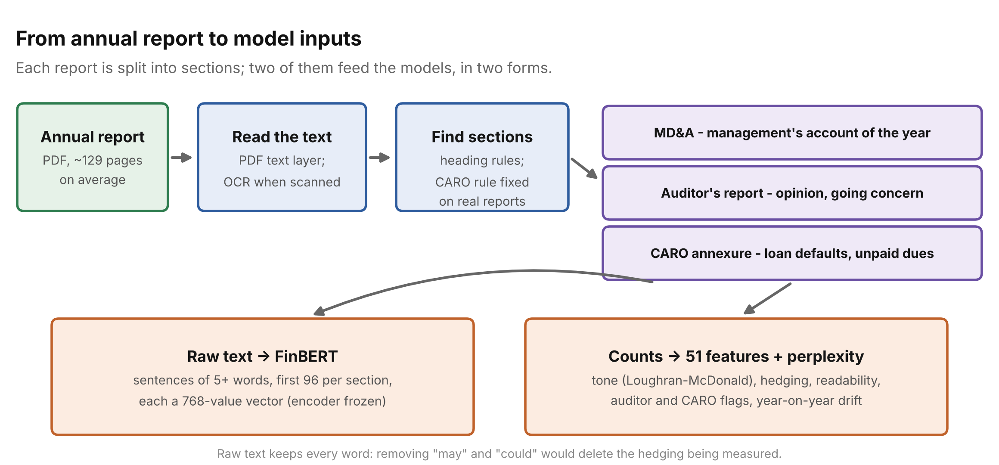 From annual report to model inputs
Each report is split into sections; two of them feed the models, in two forms.
Annual report
PDF, ~129 pages
on average
Read the text
PDF text layer;
OCR when scanned
Find sections
heading rules;
CARO rule fixed
on real reports
MD&A - management's account of the year
Auditor's report - opinion, going concern
CARO annexure - loan defaults, unpaid dues
Raw text → FinBERT
sentences of 5+ words, first 96 per section,
each a 768-value vector (encoder frozen)
Counts → 51 features + perplexity
tone (Loughran-McDonald), hedging, readability,
auditor and CARO flags, year-on-year drift
Raw text keeps every word: removing "may" and "could" would delete the hedging being measured.